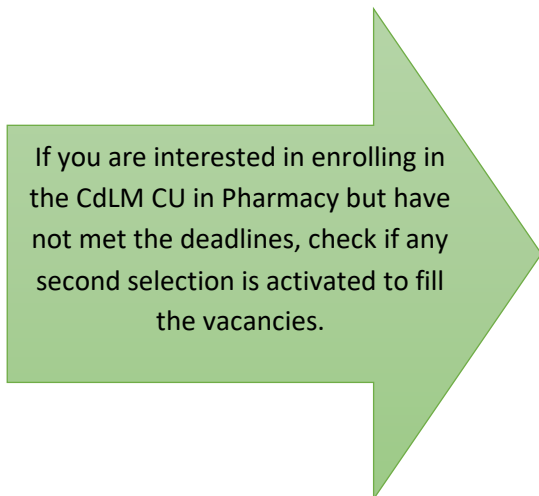 If you are interested in enrolling in
the CdLM CU in Pharmacy but have
not met the deadlines, check if any
second selection is activated to fill
the vacancies.